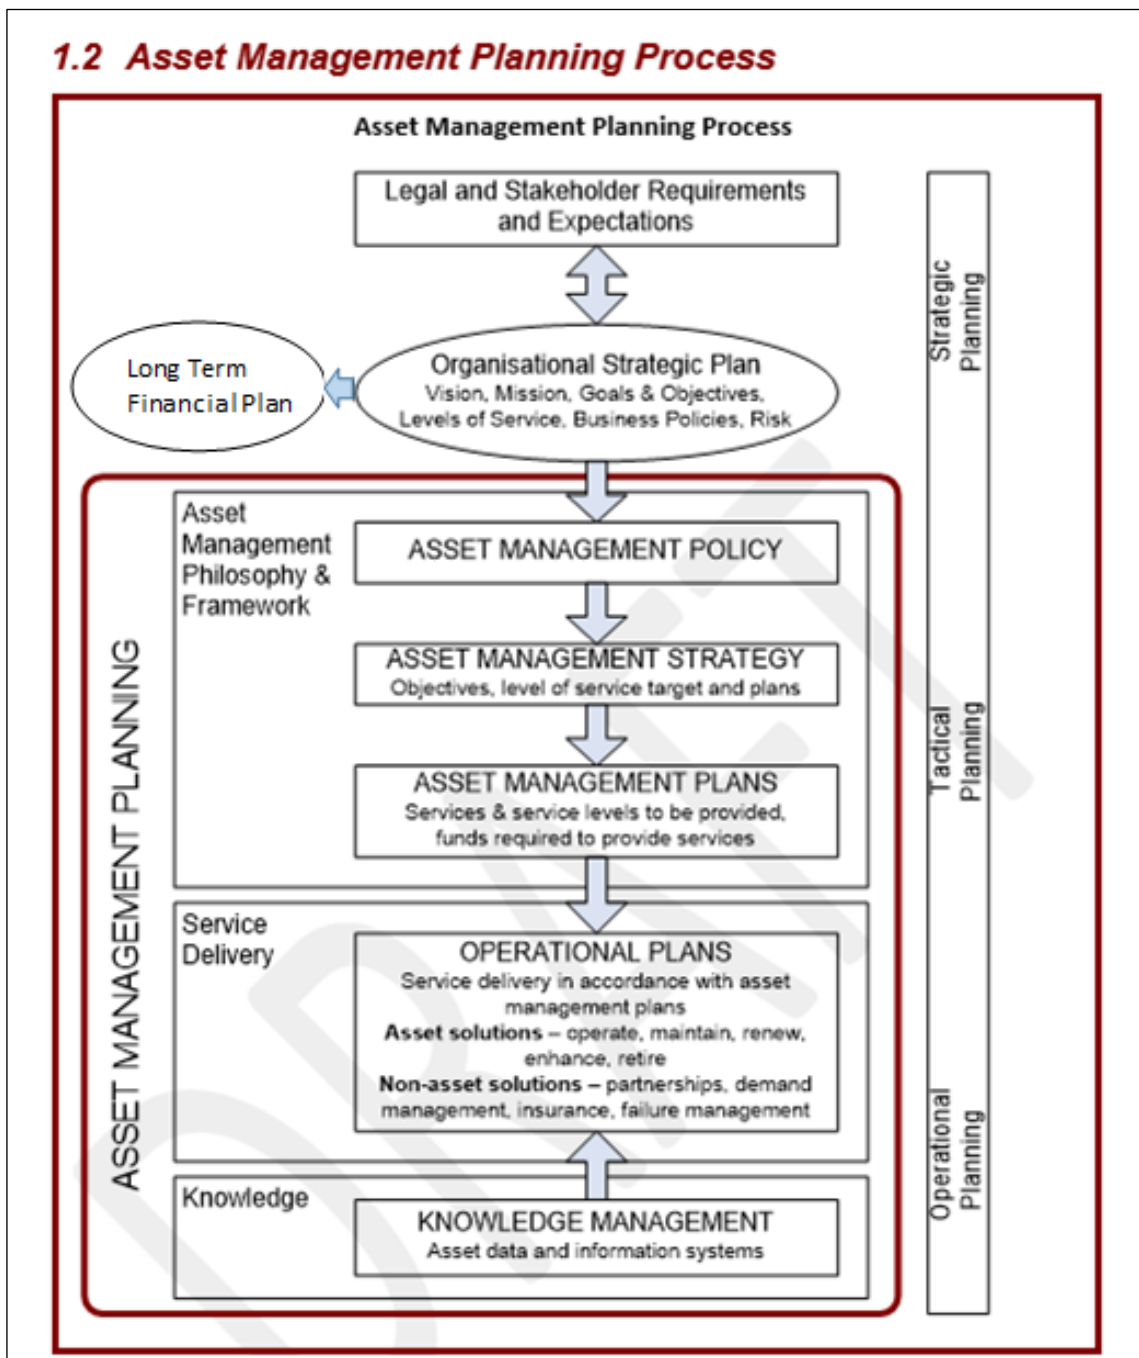 1.2 Asset Management Planning Process
Asset Management Planning Process
Legal and Stakeholder Requirements
and Expectations
Organisational Strategic Plan
Vision, Mission, Goals & Objectives,
Levels of Service, Business Policies, Risk
Long Term
Financial Plan
Asset
Management
Philosophy &
Framework
ASSET MANAGEMENT POLICY
ASSET MANAGEMENT STRATEGY
Objectives, level of service target and plans
ASSET MANAGEMENT PLANS
Services & service levels to be provided,
funds required to provide services
Service
Delivery
OPERATIONAL PLANS
Service delivery in accordance with asset
management plans
Asset solutions – operate, maintain, renew,
enhance, retire
Non-asset solutions – partnerships, demand
management, insurance, failure management
Knowledge
KNOWLEDGE MANAGEMENT
Asset data and information systems
ASSET MANAGEMENT PLANNING
Strategic
Planning
Tactical
Planning
Operational
Planning
DRAFT